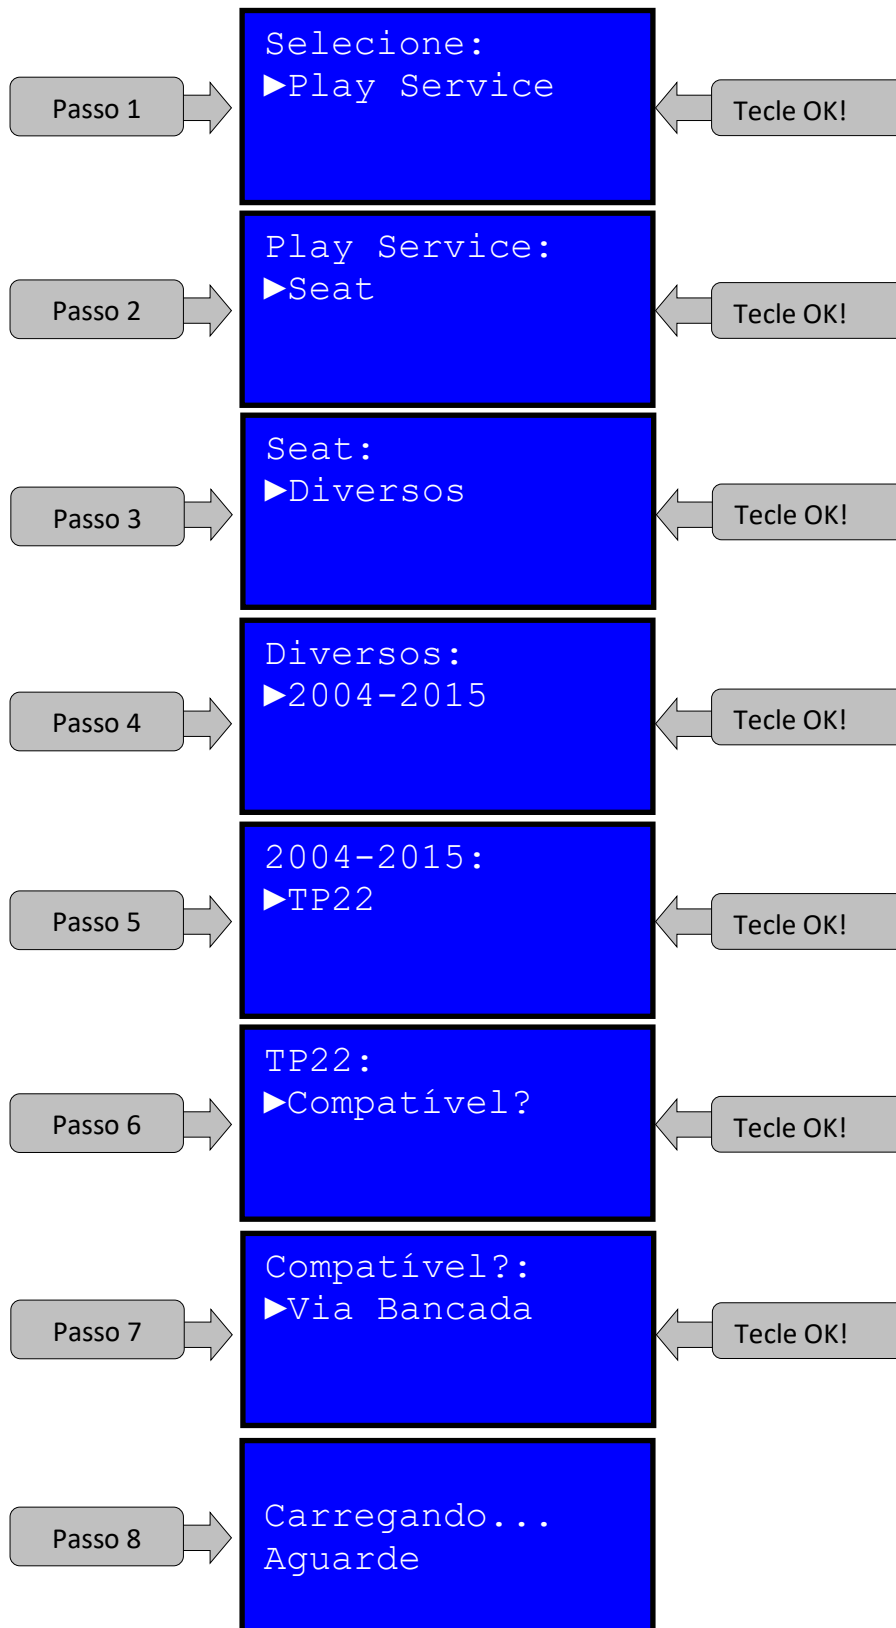 Passo 1
Selecione:
►Play Service
Tecle OK!
Passo 2
Play Service:
►Seat
Tecle OK!
Passo 3
Seat:
►Diversos
Tecle OK!
Passo 4
Diversos:
►2004-2015
Tecle OK!
Passo 5
2004-2015:
►TP22
Tecle OK!
Passo 6
TP22:
►Compatível?
Tecle OK!
Passo 7
Compatível?:
►Via Bancada
Tecle OK!
Passo 8
Carregando...
Aguarde